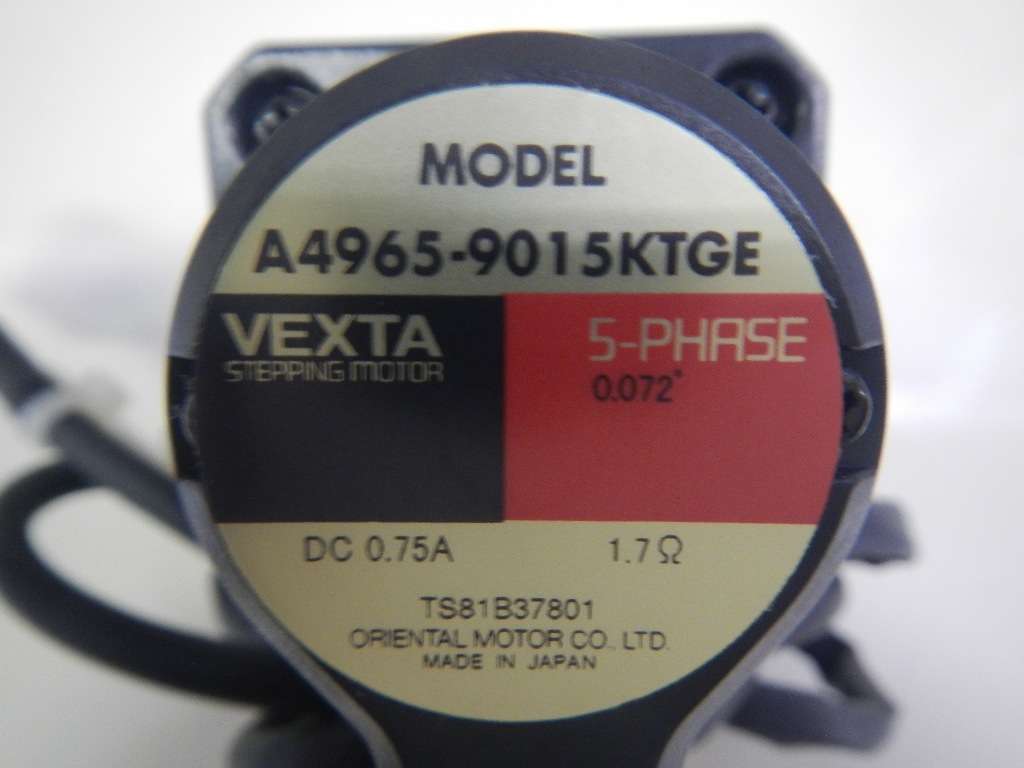 MODEL
A4965-9015KTGE
VEXTA
STEPPING MOTOR
5-PHASE
0.072°
DC 0.75A 1.7Ω
TS81B37801
ORIENTAL MOTOR CO., LTD.
MADE IN JAPAN